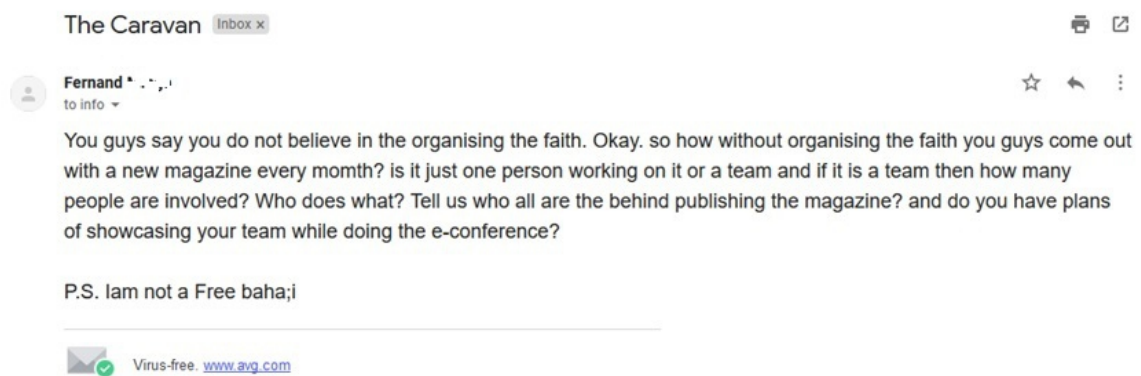 The Caravan Inbox x
Fernand
to info
You guys say you do not believe in the organising the faith. Okay. so how without organising the faith you guys come out
with a new magazine every momth? is it just one person working on it or a team and if it is a team then how many
people are involved? Who does what? Tell us who all are the behind publishing the magazine? and do you have plans
of showcasing your team while doing the e-conference?
P.S. Iam not a Free baha;i
Virus-free. www.avg.com